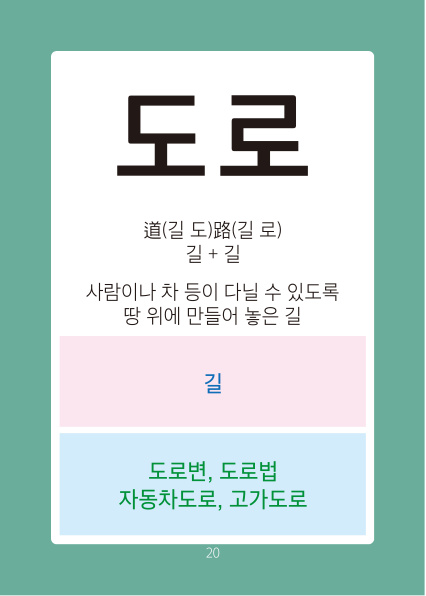 도로
道(길 도)路(길 로)
길 + 길
사람이나 차 등이 다닐 수 있도록
땅 위에 만들어 놓은 길
길
도로변, 도로법
자동차도로, 고가도로
20